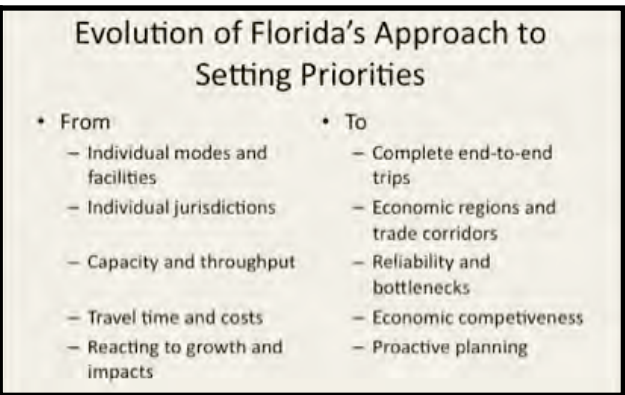 Evolution of Florida's Approach to
Setting Priorities
• From
– Individual modes and
facilities
– Individual jurisdictions
– Capacity and throughput
– Travel time and costs
– Reacting to growth and
impacts
• To
– Complete end-to-end
trips
– Economic regions and
trade corridors
– Reliability and
bottlenecks
– Economic competiveness
– Proactive planning